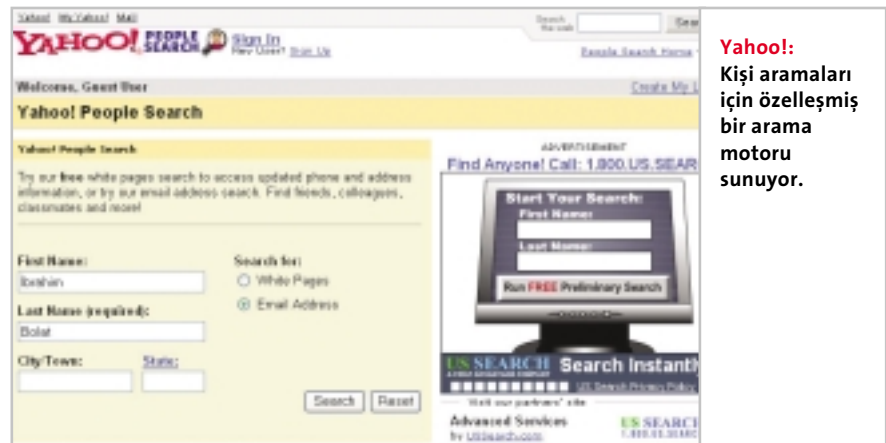 Yahoo! My Yahoo! Mail
YAHOO! PEOPLE SEARCH
Sign In
New User? Sign Up
Search the web
Sear
People Search Home
Welcome, Guest User
Create My L
Yahoo! People Search
Yahoo! People Search
Try our free white pages search to access updated phone and address
information, or try our email address search. Find friends, colleagues,
classmates and more!
First Name:
İbrahim
Last Name (required):
Bolat
City/Town:
State:
Search for:
White Pages
Email Address
Search
Reset
ADVERTISEMENT
Find Anyone! Call: 1.800.US.SEAR
Start Your Search:
First Name:
Last Name:
Run FREE Preliminary Search
US SEARCH
Search Instantly
US Search Privacy Policy
Visit our partners' site
Advanced Services
by USSearch.com
US SEARC
Yahoo!:
Kişi aramaları
için özelleşmiş
bir arama
motoru
sunuyor.